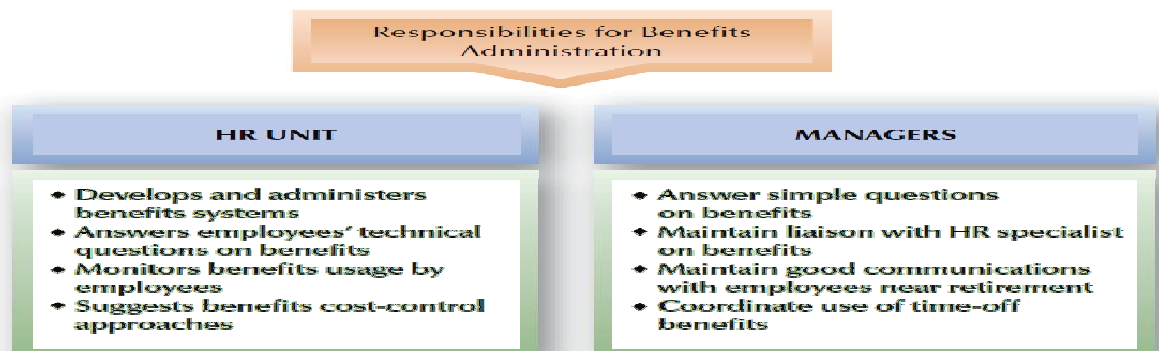 Responsibilities for Benefits
Administration
HR UNIT
◆ Develops and administers
benefits systems
◆ Answers employees’ technical
questions on benefits
◆ Monitors benefits usage by
employees
◆ Suggests benefits cost-control
approaches
MANAGERS
◆ Answer simple questions
on benefits
◆ Maintain liaison with HR specialist
on benefits
◆ Maintain good communications
with employees near retirement
◆ Coordinate use of time-off
benefits